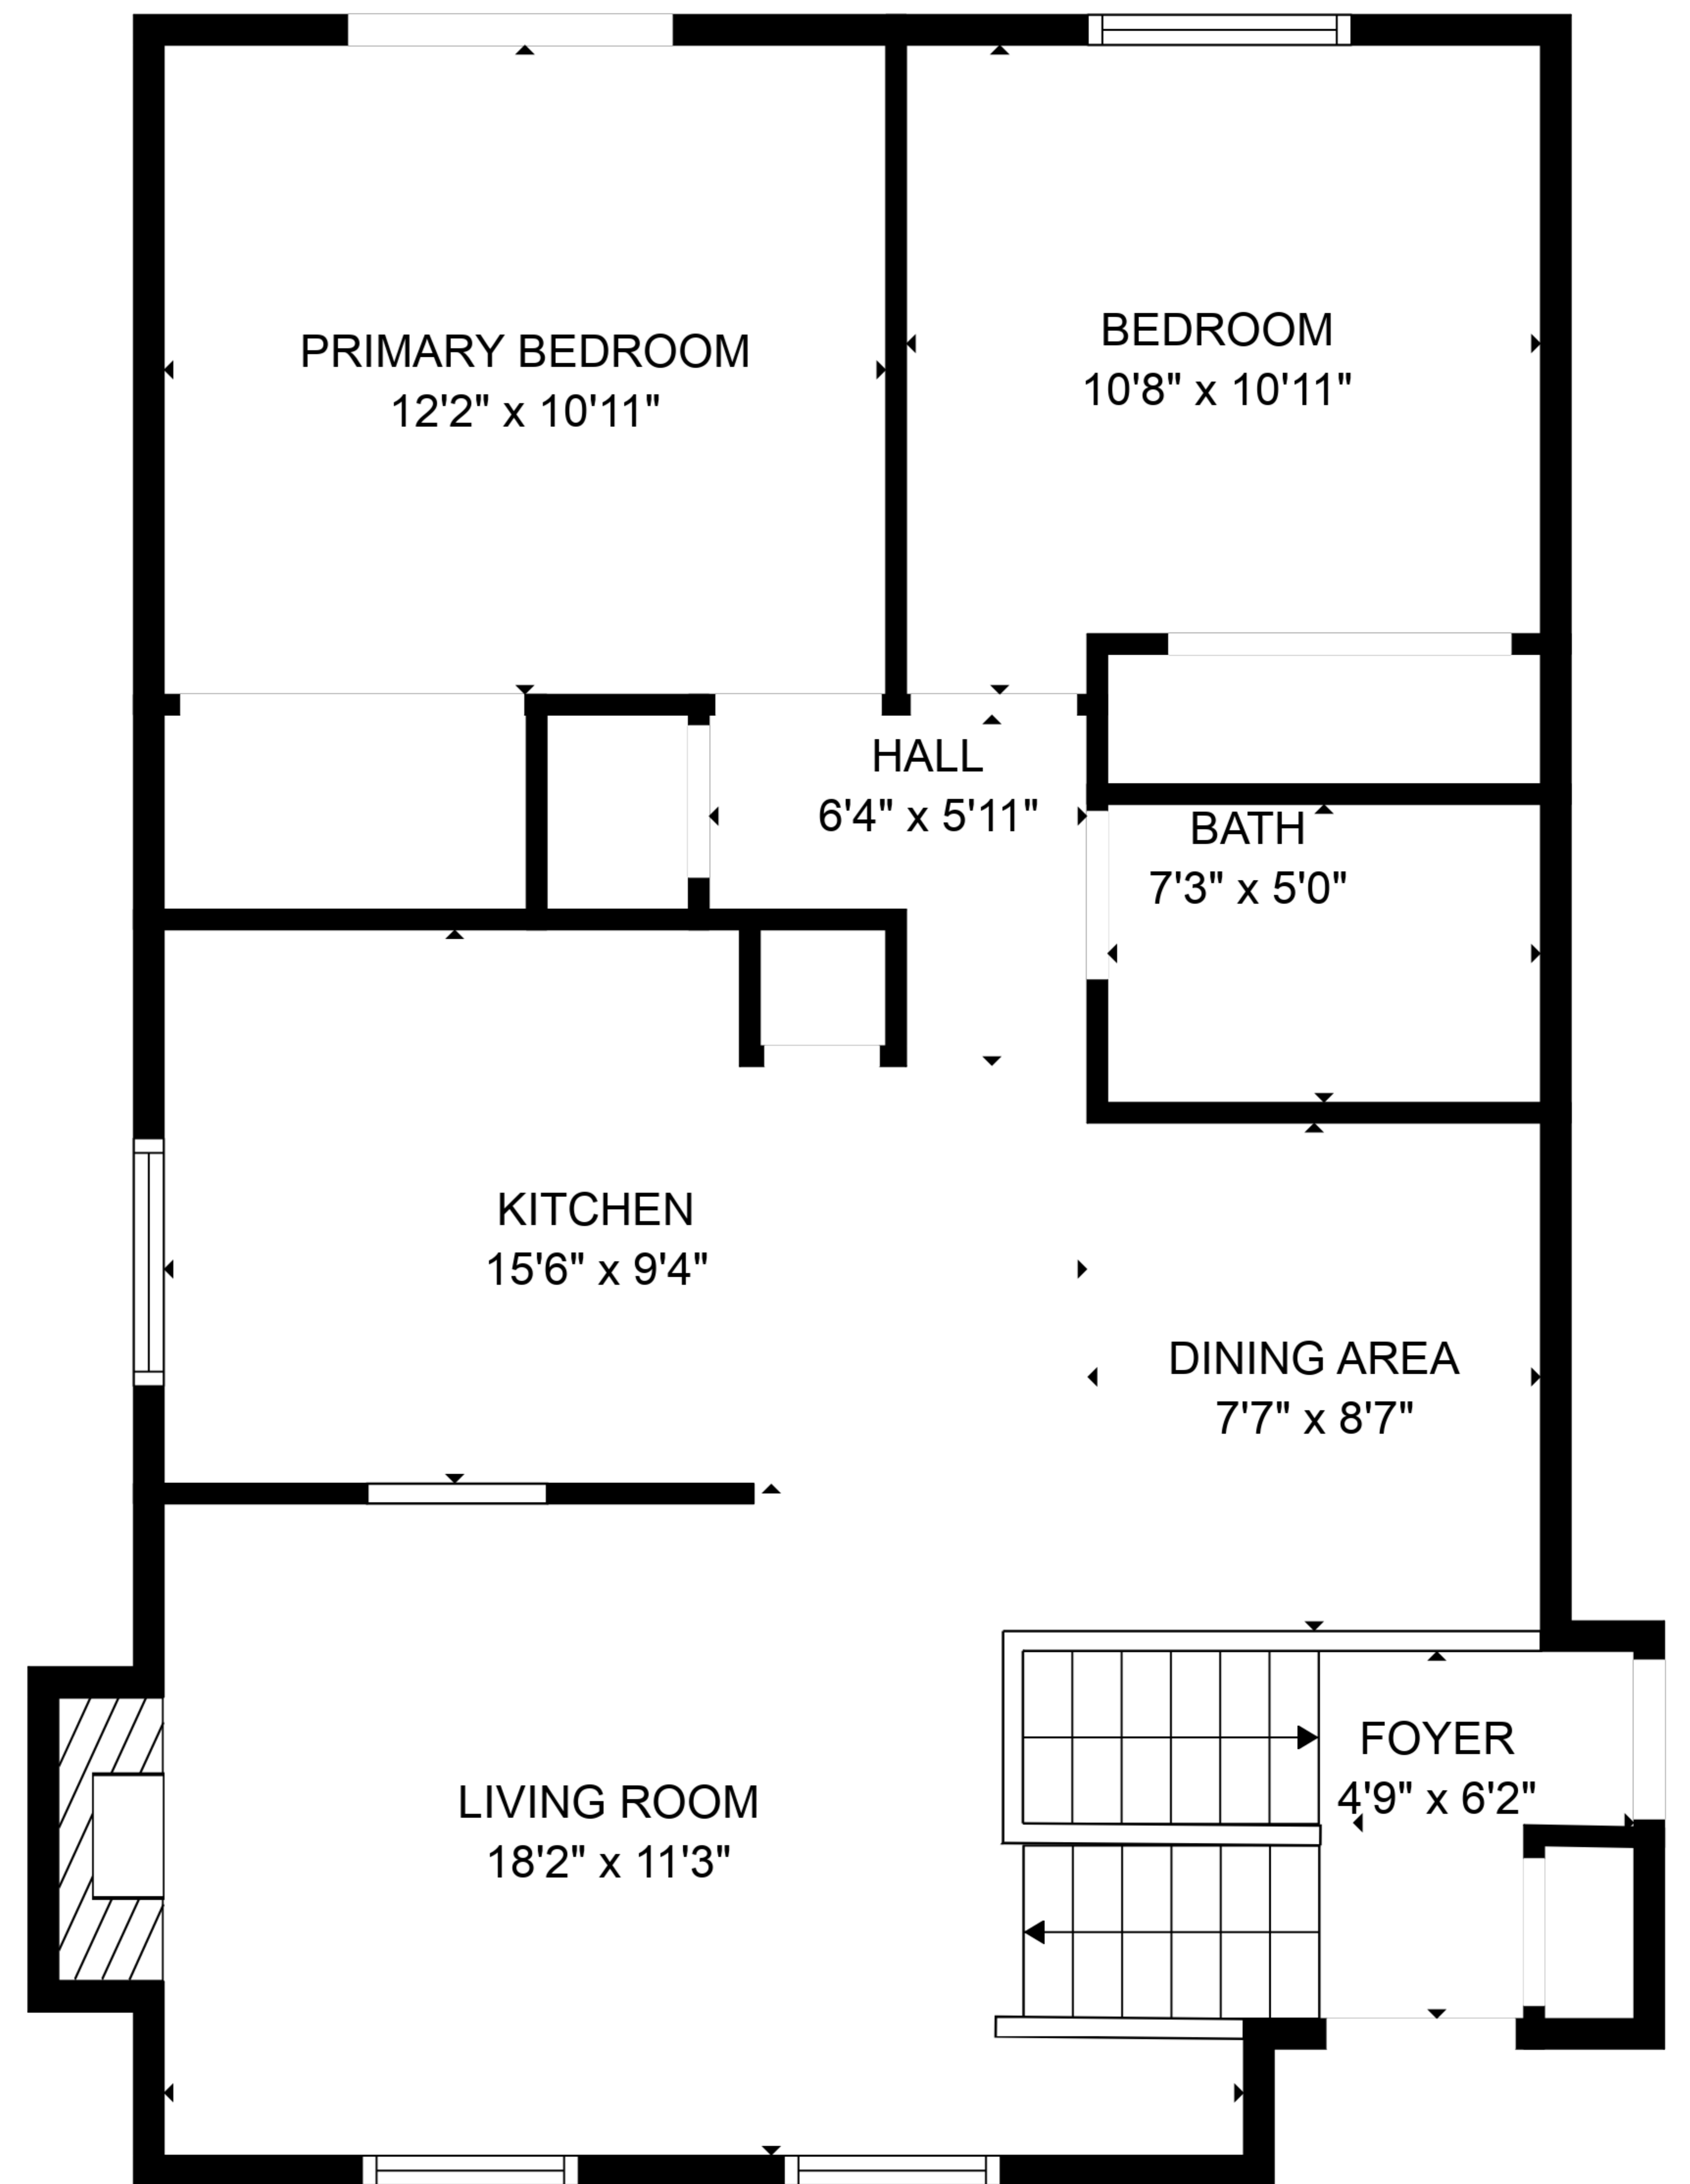 PRIMARY BEDROOM
12'2" x 10'11"
BEDROOM
10'8" x 10'11"
HALL
6'4" x 5'11"
BATH
7'3" x 5'0"
KITCHEN
15'6" x 9'4"
DINING AREA
7'7" x 8'7"
FOYER
4'9" x 6'2"
LIVING ROOM
18'2" x 11'3"